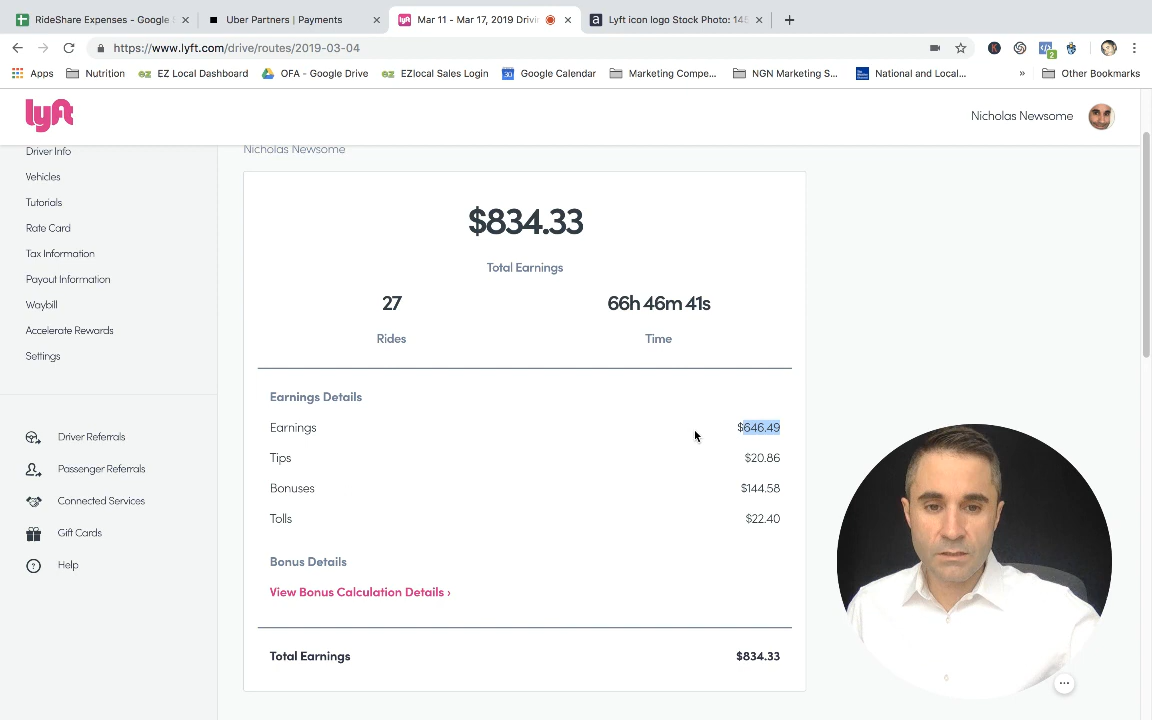 RideShare Expenses - Google
Uber Partners | Payments
Mar 11 - Mar 17, 2019 Drivi
Lyft icon logo Stock Photo: 148
https://www.lyft.com/drive/routes/2019-03-04
Apps
Nutrition
EZ Local Dashboard
OFA - Google Drive
EZlocal Sales Login
Google Calendar
Marketing Compe...
NGN Marketing S...
National and Local...
»
Other Bookmarks
lyft
Nicholas Newsome
Driver Info
Vehicles
Tutorials
Rate Card
Tax Information
Payout Information
Waybill
Accelerate Rewards
Settings
Driver Referrals
Passenger Referrals
Connected Services
Gift Cards
Help
Nicholas Newsome
$834.33
Total Earnings
27 66h 46m 41s
Rides Time
Earnings Details
Earnings $646.49
Tips $20.86
Bonuses $144.58
Tolls $22.40
Bonus Details
View Bonus Calculation Details ›
Total Earnings $834.33